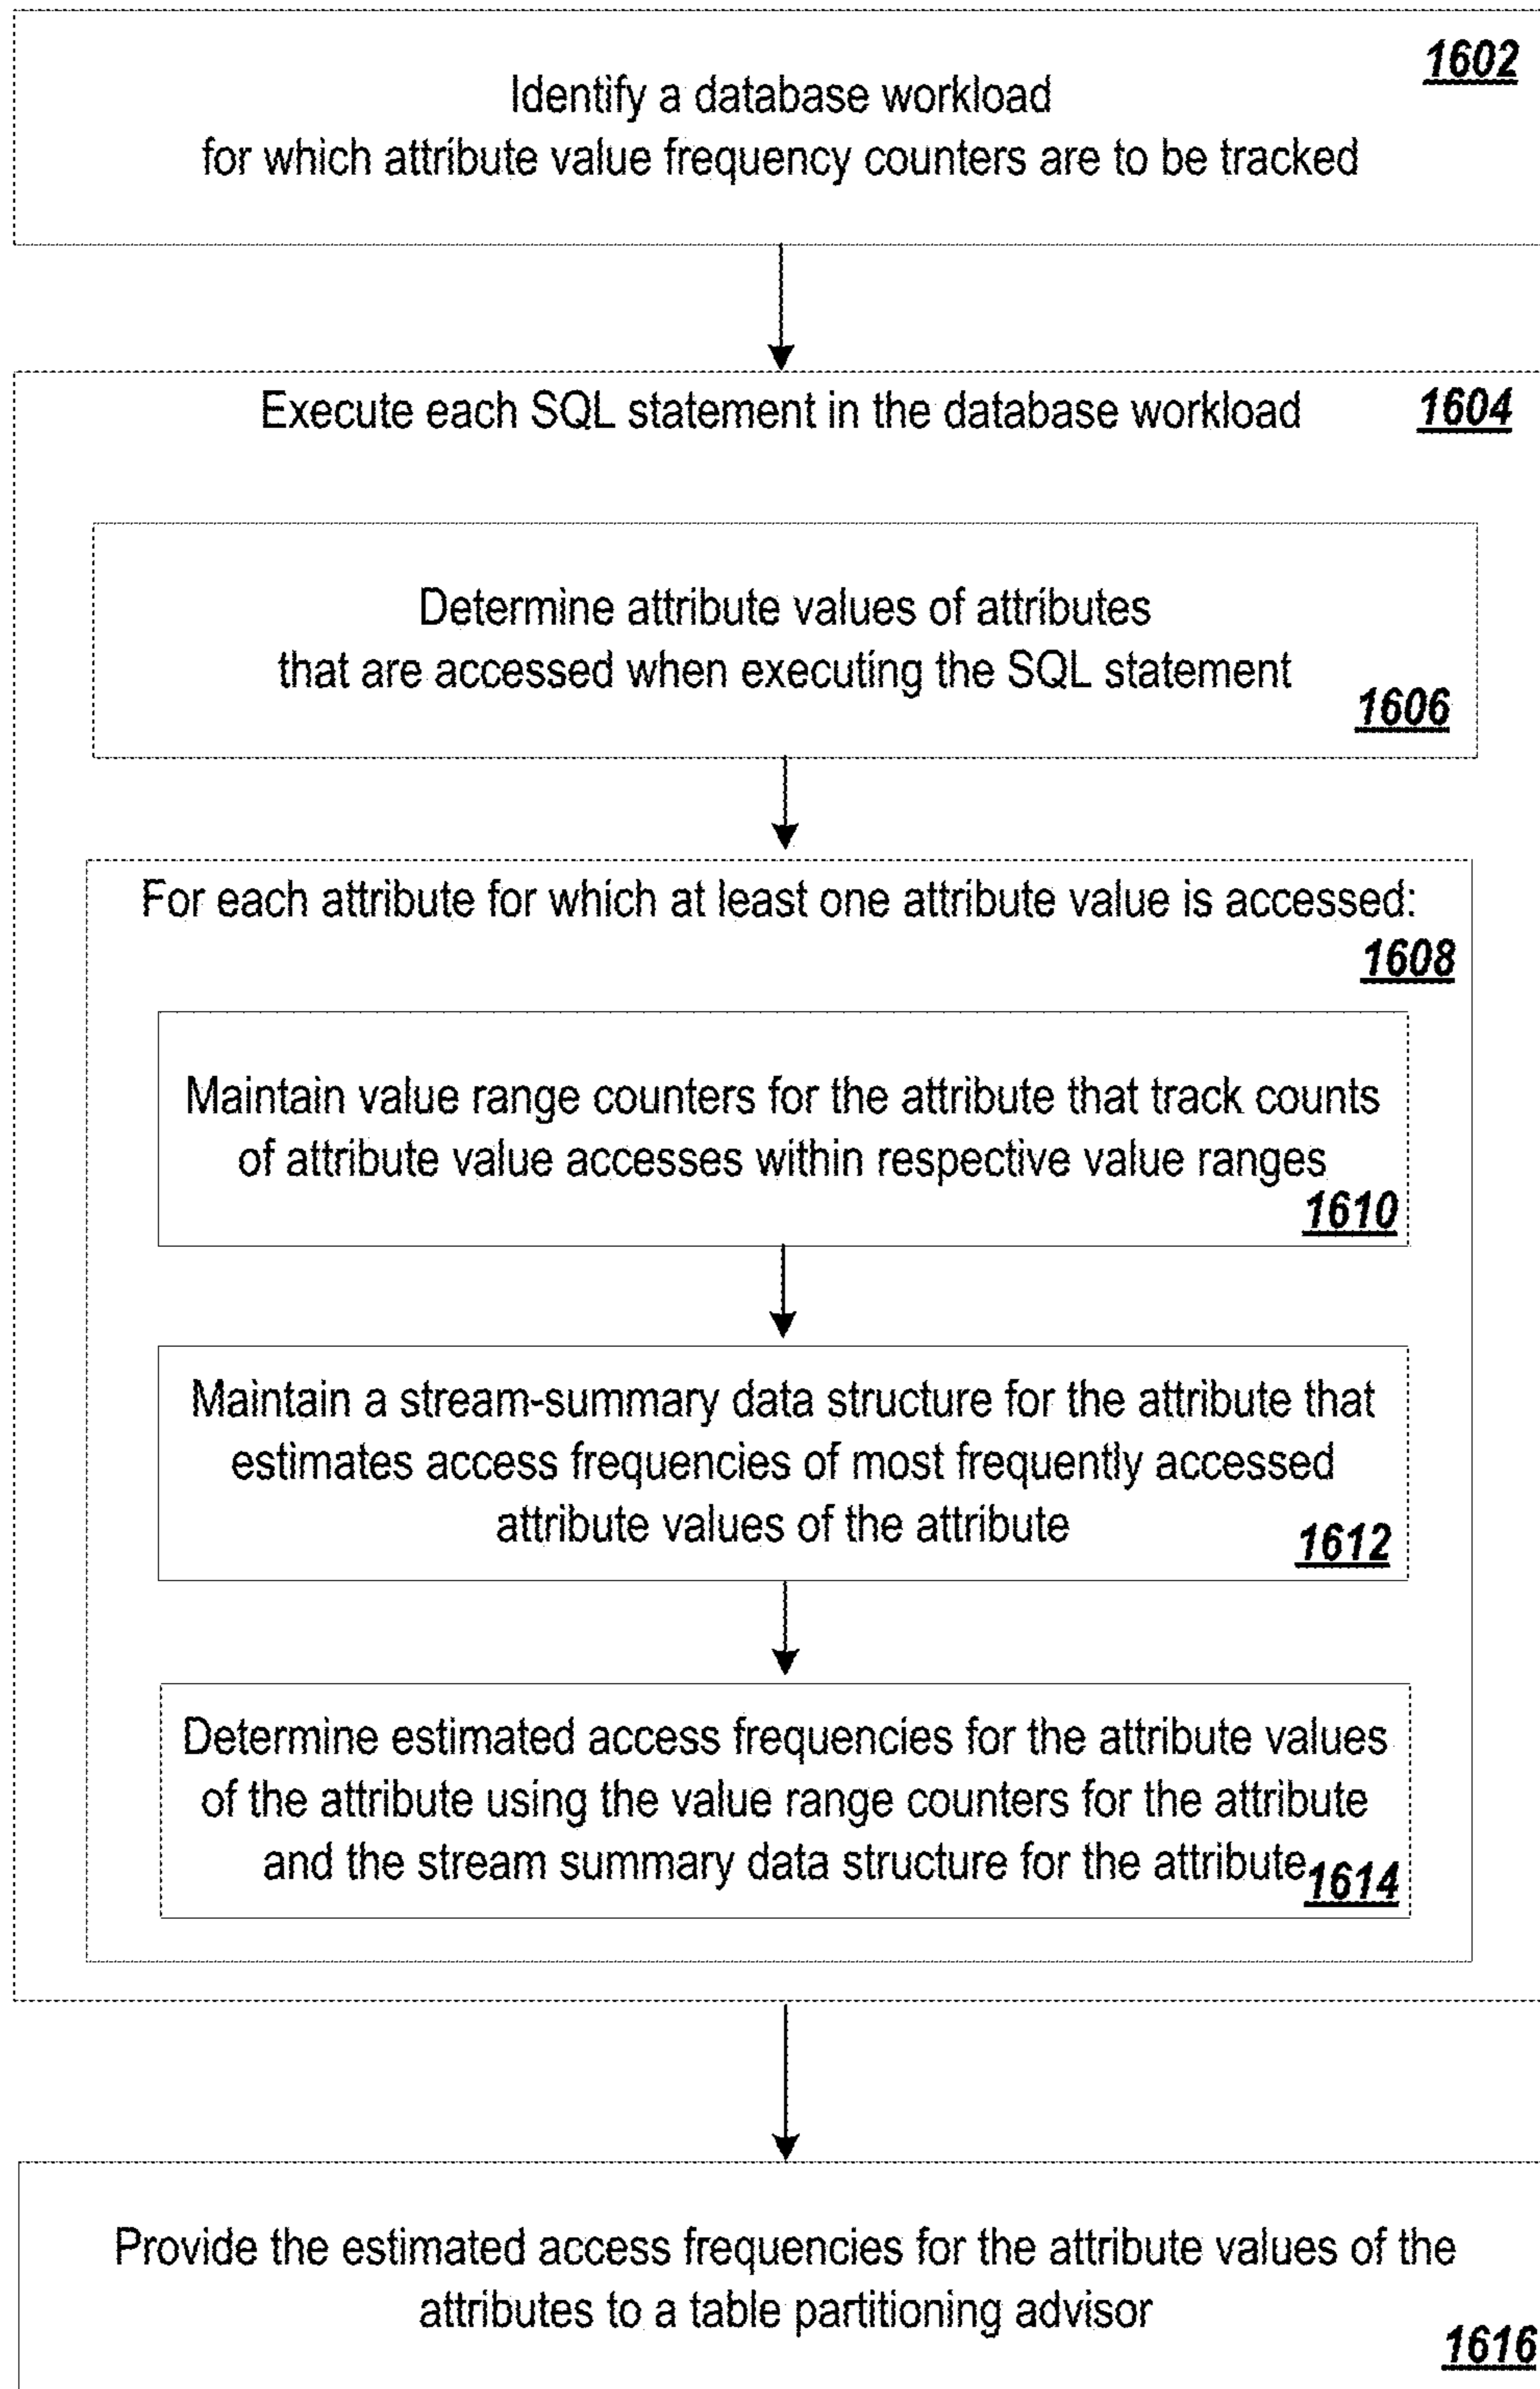 1602
Identify a database workload
for which attribute value frequency counters are to be tracked
Execute each SQL statement in the database workload 1604
Determine attribute values of attributes
that are accessed when executing the SQL statement
1606
For each attribute for which at least one attribute value is accessed:
1608
Maintain value range counters for the attribute that track counts
of attribute value accesses within respective value ranges
1610
Maintain a stream-summary data structure for the attribute that
estimates access frequencies of most frequently accessed
attribute values of the attribute 1612
Determine estimated access frequencies for the attribute values
of the attribute using the value range counters for the attribute
and the stream summary data structure for the attribute 1614
Provide the estimated access frequencies for the attribute values of the
attributes to a table partitioning advisor
1616